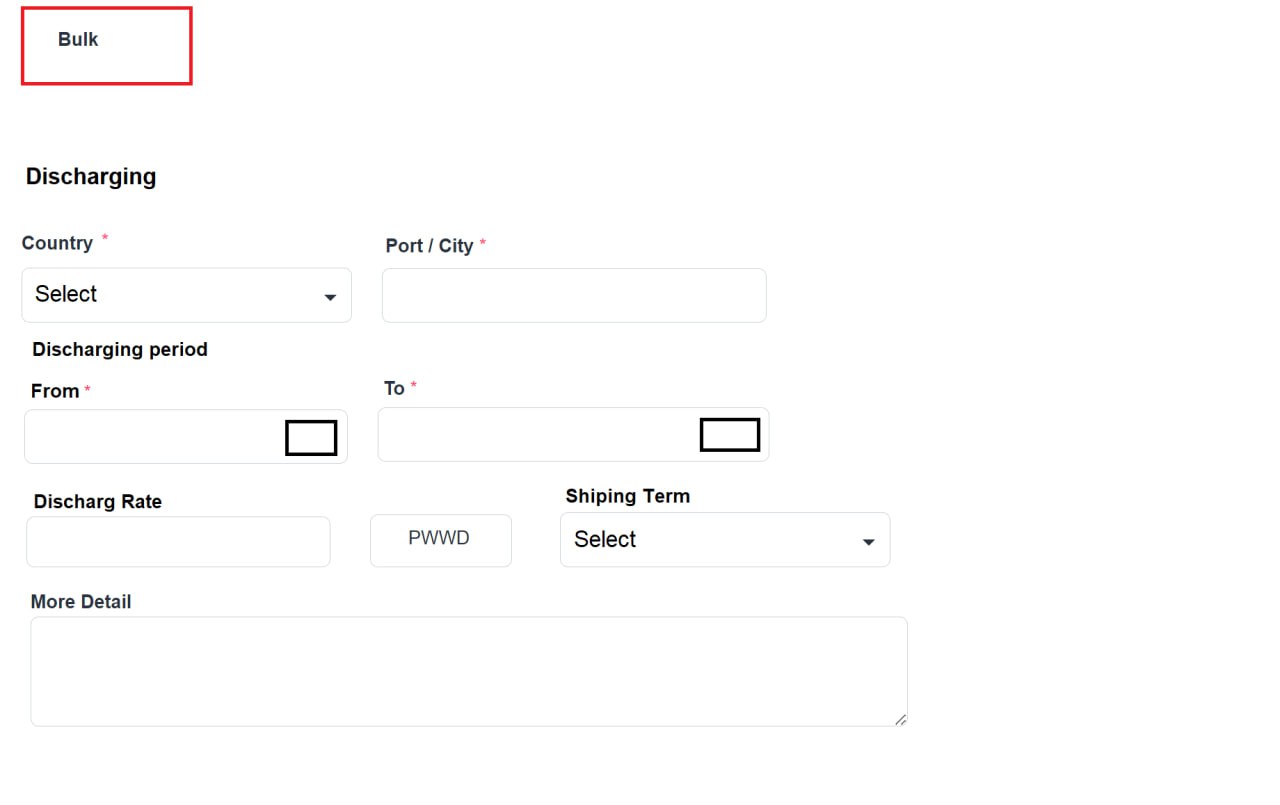 Bulk
Discharging
Country *
Port / City *
Select
Discharging period
From *
To *
Discharg Rate
Shiping Term
PWWD
Select
More Detail